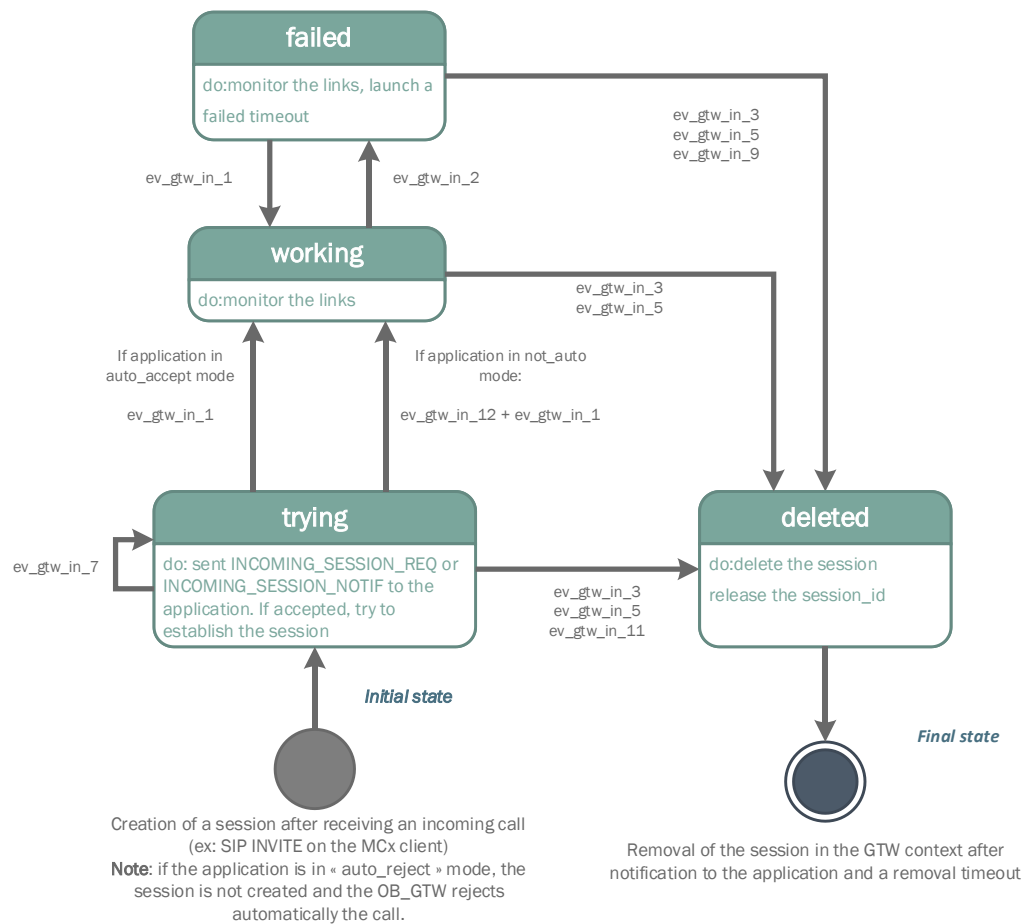 failed
do:monitor the links, launch a
failed timeout
ev_gtw_in_3
ev_gtw_in_5
ev_gtw_in_9
ev_gtw_in_1
ev_gtw_in_2
working
do:monitor the links
ev_gtw_in_3
ev_gtw_in_5
If application in
auto_accept mode
ev_gtw_in_1
If application in not_auto
mode:
ev_gtw_in_12 + ev_gtw_in_1
trying
do: sent INCOMING_SESSION_REQ or
INCOMING_SESSION_NOTIF to the
application. If accepted, try to
establish the session
ev_gtw_in_7
ev_gtw_in_3
ev_gtw_in_5
ev_gtw_in_11
deleted
do:delete the session
release the session_id
Initial state
Final state
Creation of a session after receiving an incoming call
(ex: SIP INVITE on the MCx client)
Note: if the application is in « auto_reject » mode, the
session is not created and the OB_GTW rejects
automatically the call.
Removal of the session in the GTW context after
notification to the application and a removal timeout